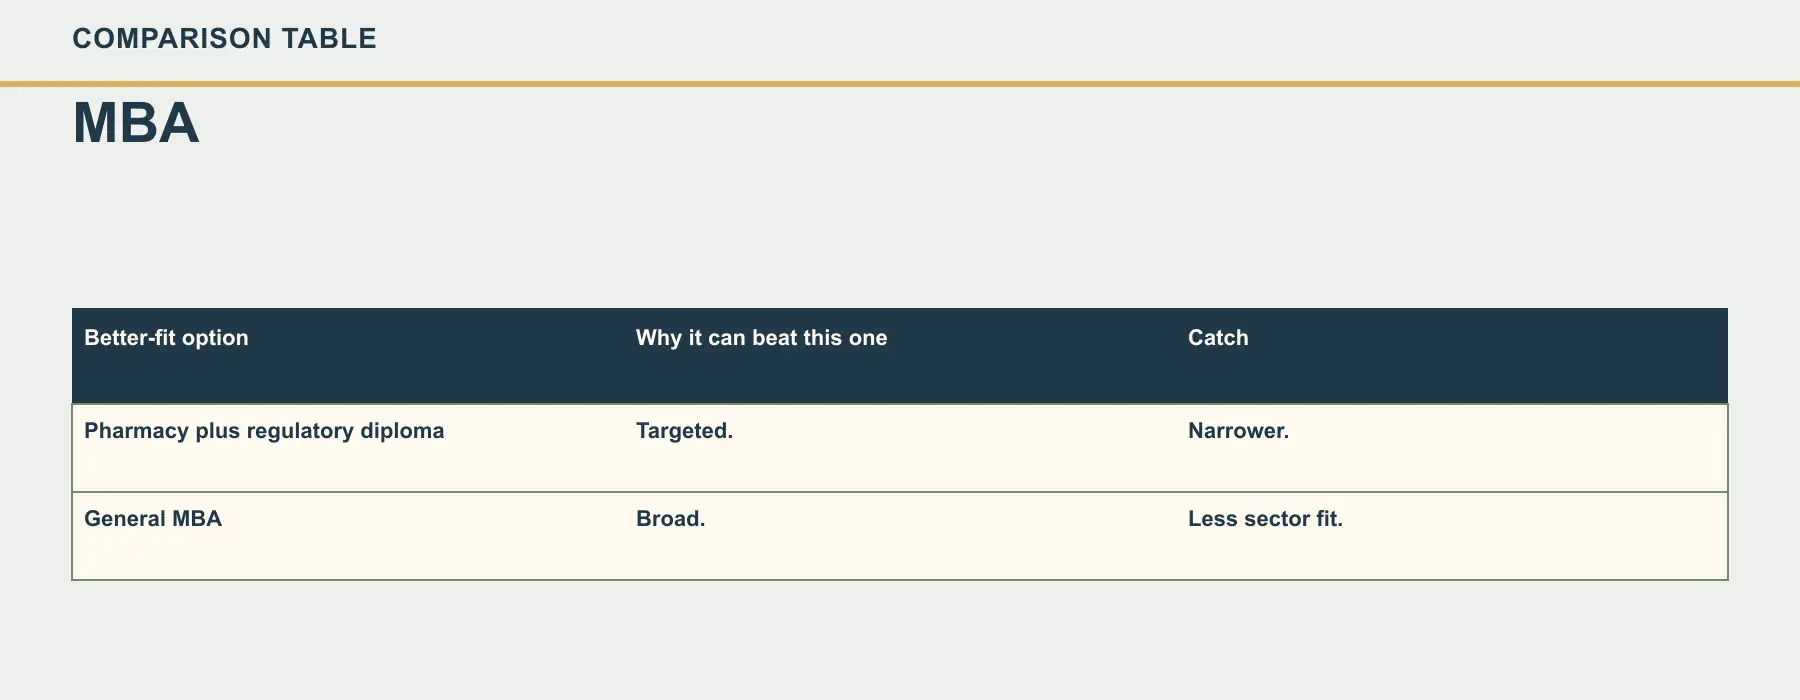 COMPARISON TABLE
MBA
Better-fit option Why it can beat this one Catch
Pharmacy plus regulatory diploma Targeted. Narrower.
General MBA Broad. Less sector fit.